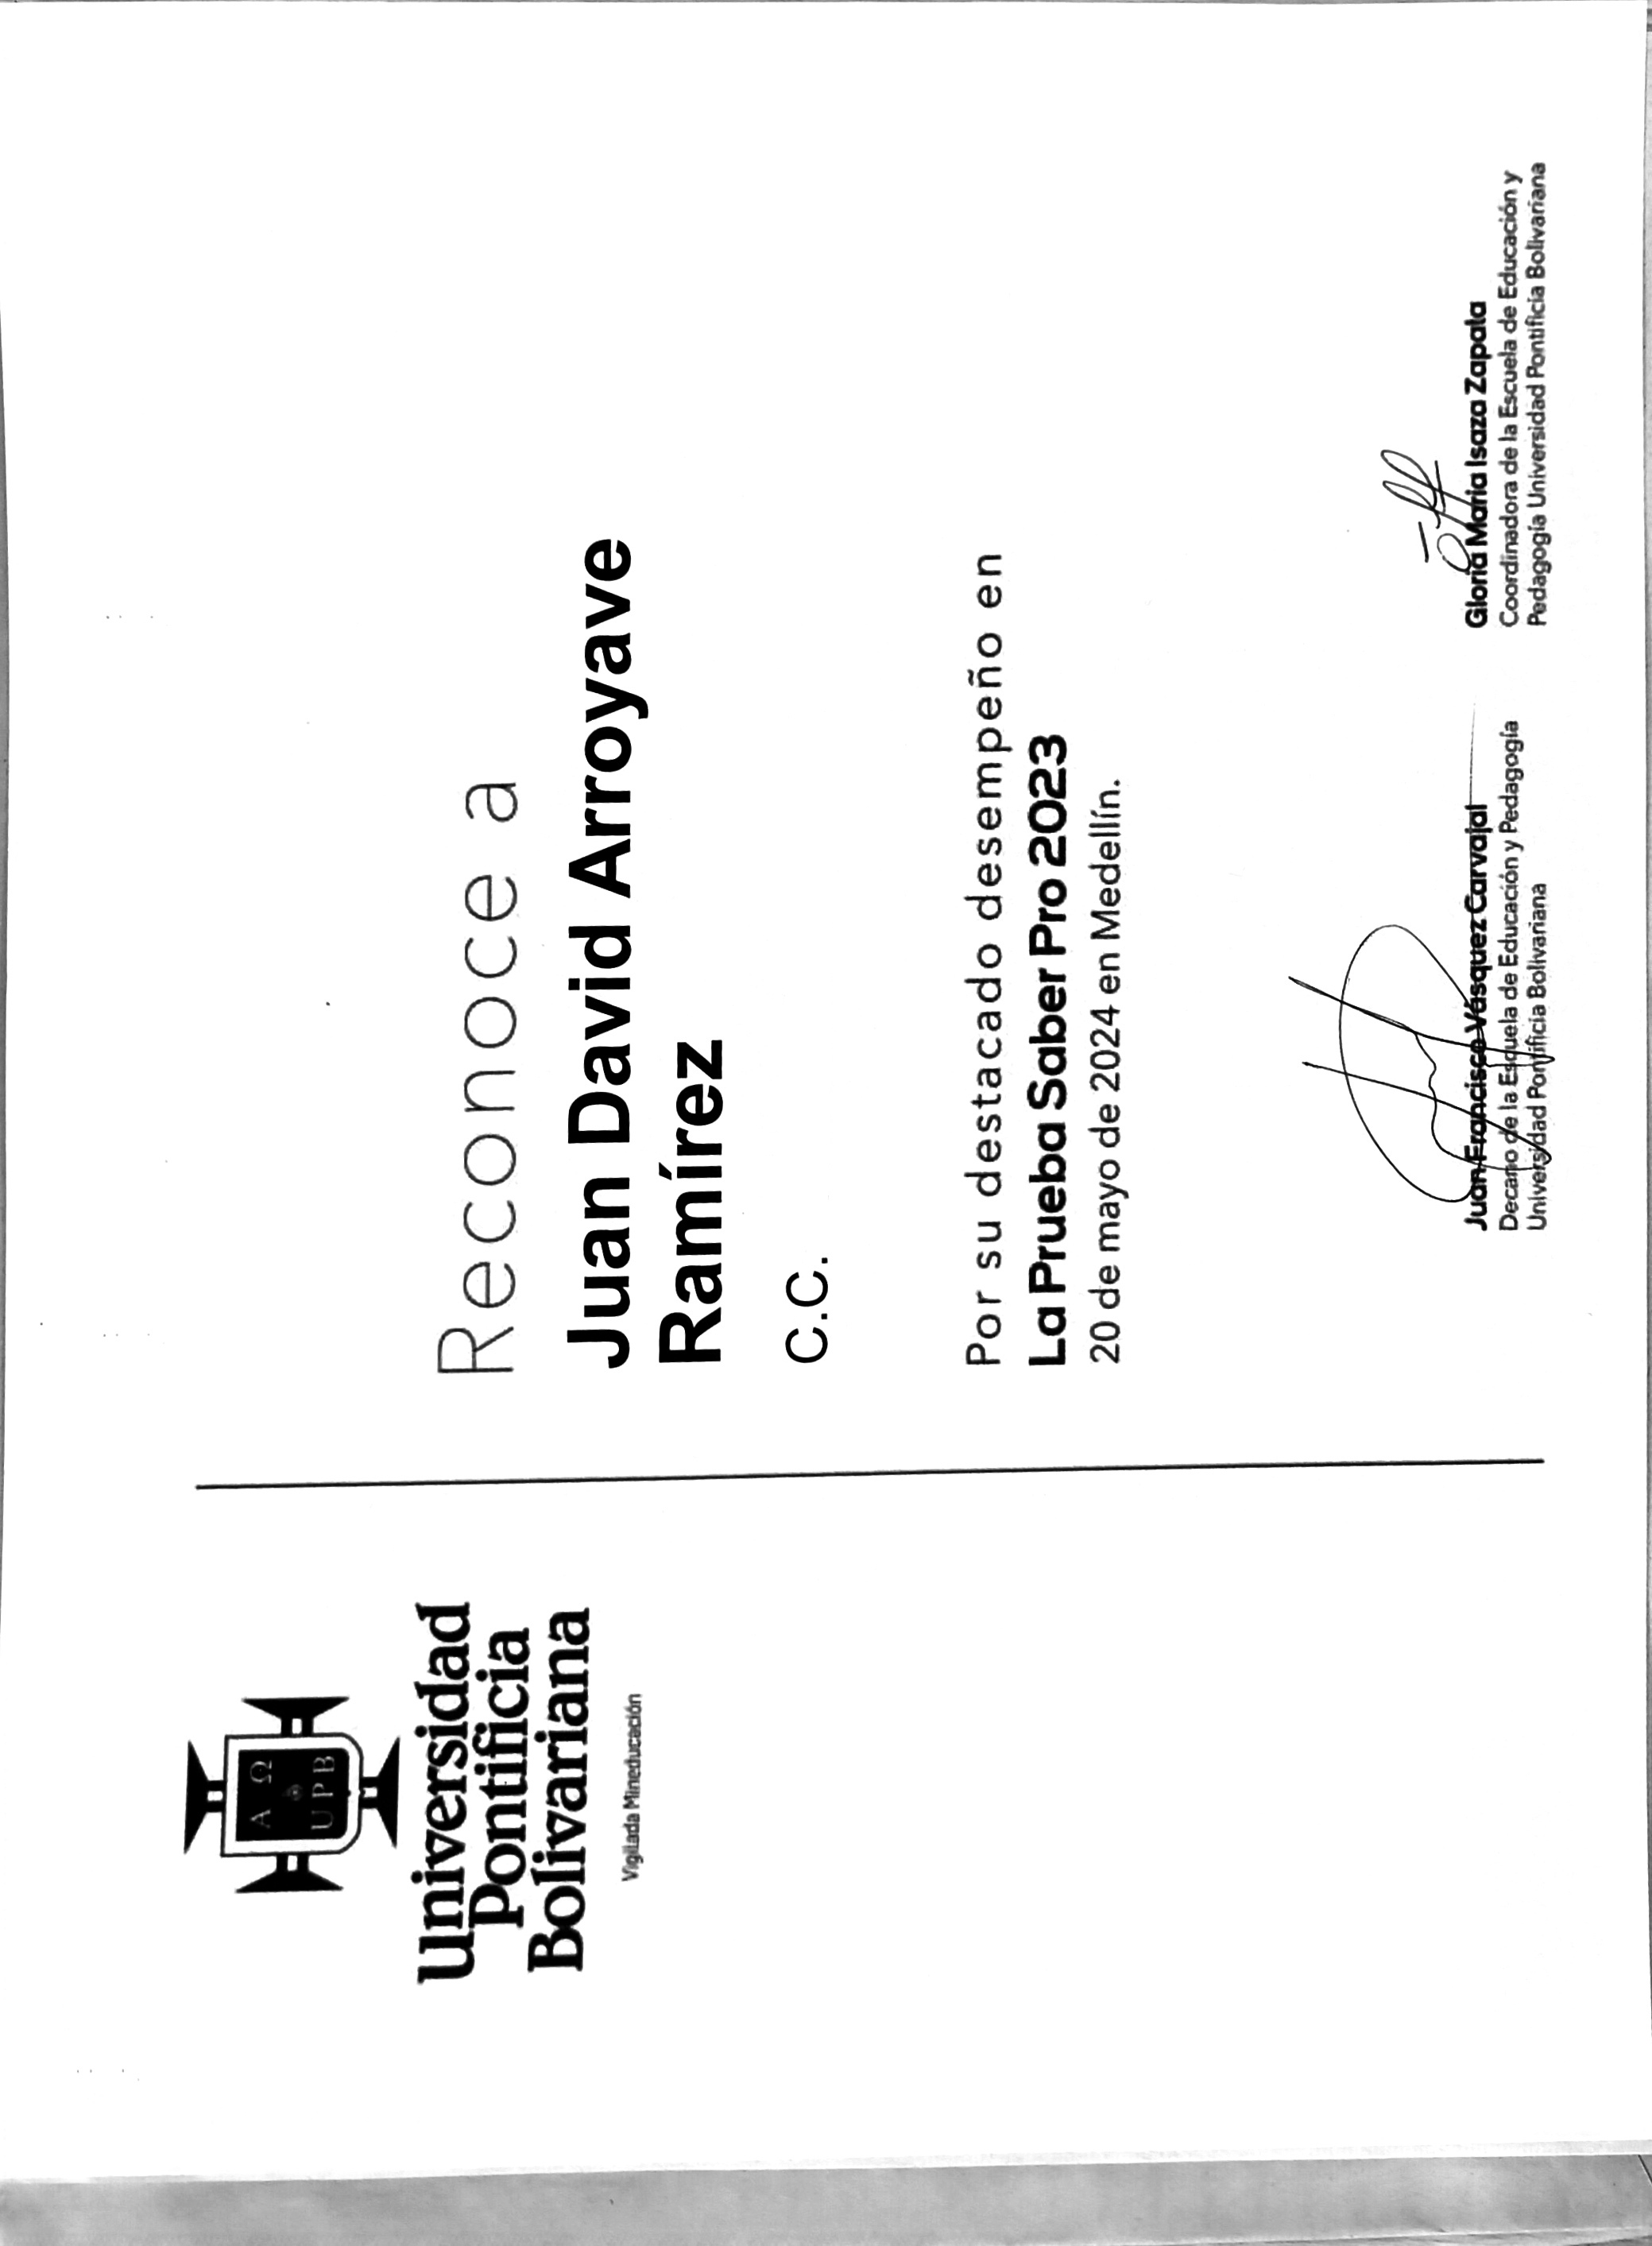 A Ω
U P B
Universidad
Pontificia
Bolivariana
Vigilada Mineducación
Reconoce a
Juan David Arroyave
Ramírez
C.C.
Por su destacado desempeño en
La Prueba Saber Pro 2023
20 de mayo de 2024 en Medellín.
Juan Francisco Vásquez Carvajal
Decano de la Escuela de Educación y Pedagogía
Universidad Pontificia Bolivariana
Gloria Maria Isaza Zapata
Coordinadora de la Escuela de Educación y
Pedagogía Universidad Pontificia Bolivariana